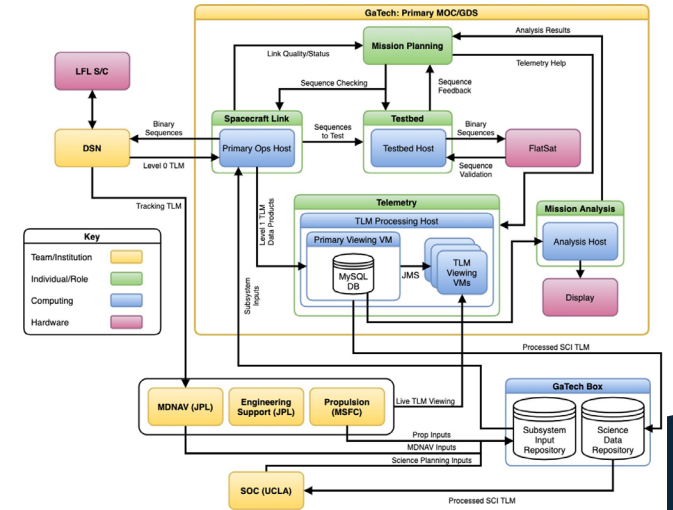 GaTech: Primary MOC/GDS
LFL S/C
Link Quality/Status
Mission Planning
Analysis Results
Telemetry Help
Sequence Checking
Sequence
Feedback
Binary
Sequences
Spacecraft Link
Primary Ops Host
Sequences
to Test
Testbed
Testbed Host
Binary
Sequences
FlatSat
DSN
Level 0 TLM
Sequence
Validation
Tracking TLM
Level 1 TLM
Data Products
Telemetry
TLM Processing Host
Primary Viewing VM
MySQL
DB
JMS
TLM
Viewing
VMs
Mission Analysis
Analysis Host
Display
Key
Team/Institution
Individual/Role
Computing
Hardware
Subsystem
Inputs
Processed SCI TLM
MDNAV (JPL)
Engineering
Support (JPL)
Propulsion
(MSFC)
Live TLM Viewing
GaTech Box
Subsystem
Input
Repository
Science
Data
Repository
Prop Inputs
MDNAV Inputs
Science Planning Inputs
SOC (UCLA)
Processed SCI TLM